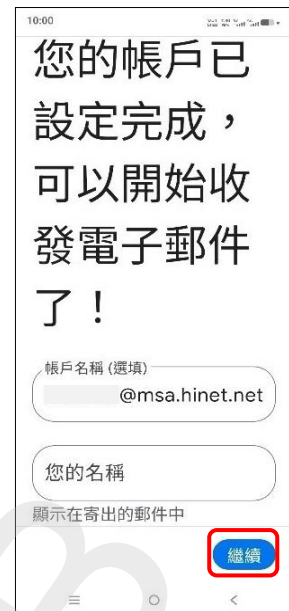 10:00
您的帳戶已
設定完成，
可以開始收
發電子郵件
了！
帳戶名稱 (選填)
@msa.hinet.net
您的名稱
顯示在寄出的郵件中
繼續